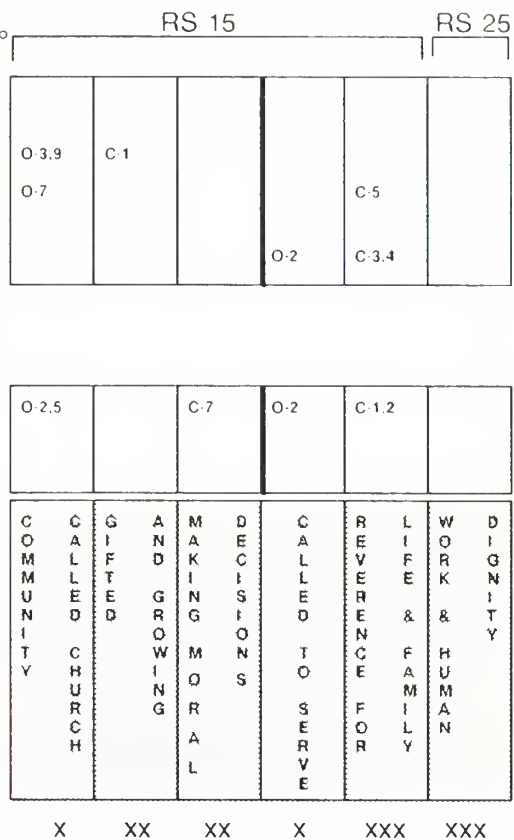 RS 15 RS 25
O-3,9 C-1
O-7 C-5
O-2 C-3,4
O-2,5 C-7 O-2 C-1,2
COMMUNITY
CALLED CHURCH
GIFTED
AND GROWING
MAKING MORAL
DECISIONS
CALLED TO SERVE
REVERENCE FOR
LIFE & FAMILY
WORK & HUMAN
DIGNITY
X XX XX X XXX XXX